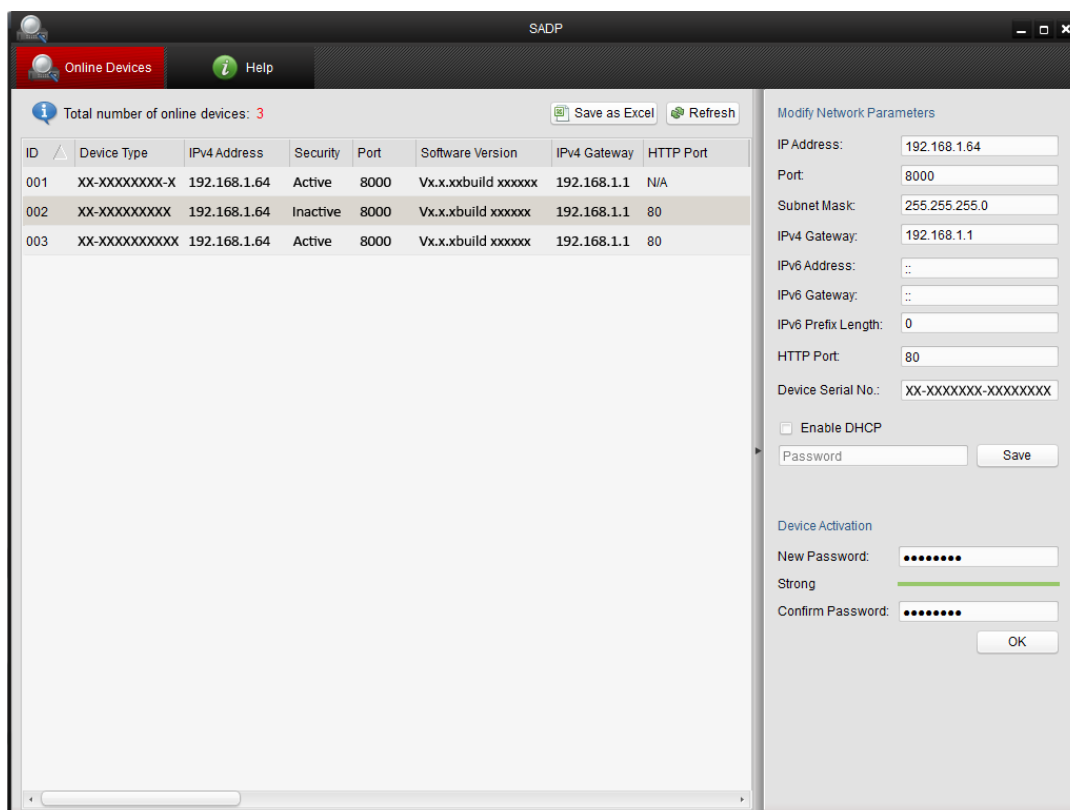 SADP
Online Devices
Help
Total number of online devices: 3
Save as Excel
Refresh
ID Device Type IPv4 Address Security Port Software Version IPv4 Gateway HTTP Port
001 XX-XXXXXXXX-X 192.168.1.64 Active 8000 Vx.x.xxbuild xxxxxx 192.168.1.1 N/A
002 XX-XXXXXXXXX 192.168.1.64 Inactive 8000 Vx.x.xbuild xxxxxx 192.168.1.1 80
003 XX-XXXXXXXXXX 192.168.1.64 Active 8000 Vx.x.xbuild xxxxxx 192.168.1.1 80
Modify Network Parameters
IP Address: 192.168.1.64
Port: 8000
Subnet Mask: 255.255.255.0
IPv4 Gateway: 192.168.1.1
IPv6 Address: ::
IPv6 Gateway: ::
IPv6 Prefix Length: 0
HTTP Port: 80
Device Serial No.: XX-XXXXXXX-XXXXXXXX
Enable DHCP
Password
Save
Device Activation
New Password: ●●●●●●●●
Strong
Confirm Password: ●●●●●●●●
OK